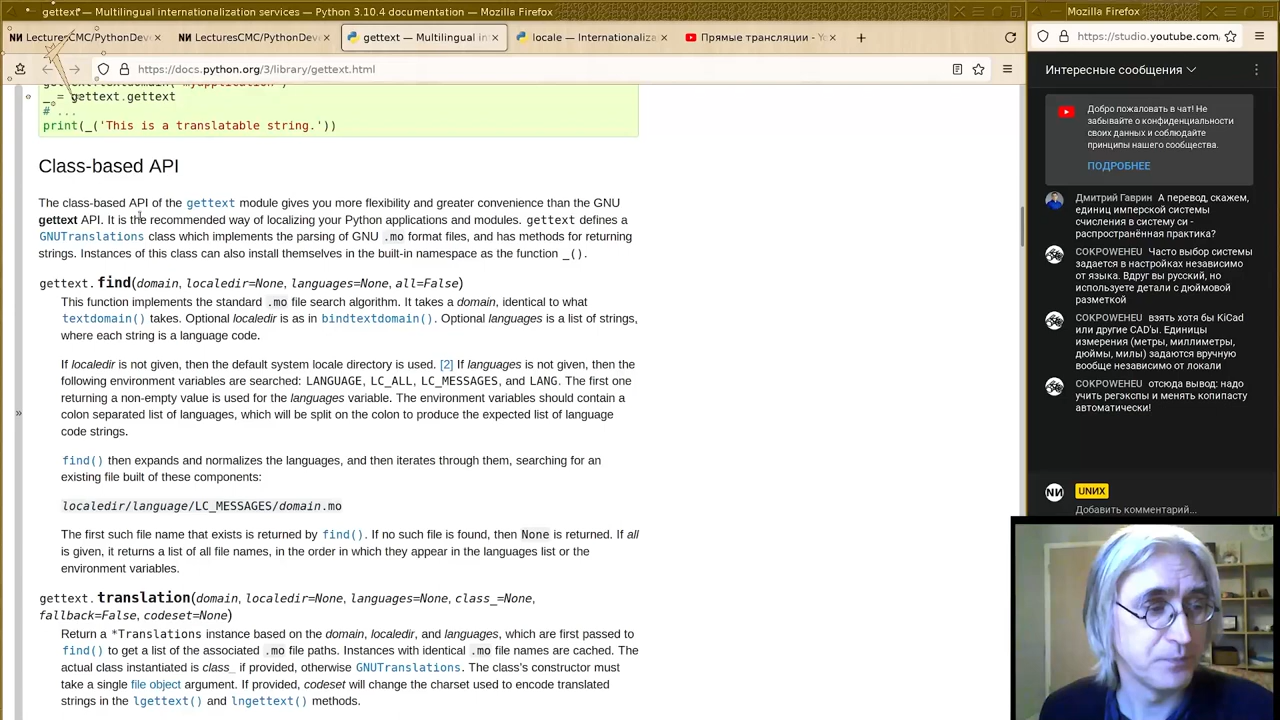 gettext — Multilingual internationalization services — Python 3.10.4 documentation — Mozilla Firefox
LecturesCMC/PythonDeve
LecturesCMC/PythonDeve
gettext — Multilingual in
locale — Internationaliza
Прямые трансляции - Yo
https://docs.python.org/3/library/gettext.html
_ = gettext.gettext
# ...
print(_('This is a translatable string.'))
Class-based API
The class-based API of the gettext module gives you more flexibility and greater convenience than the GNU
gettext API. It is the recommended way of localizing your Python applications and modules. gettext defines a
GNUTranslations class which implements the parsing of GNU .mo format files, and has methods for returning
strings. Instances of this class can also install themselves in the built-in namespace as the function _().
gettext.find(domain, localedir=None, languages=None, all=False)
This function implements the standard .mo file search algorithm. It takes a domain, identical to what
textdomain() takes. Optional localedir is as in bindtextdomain(). Optional languages is a list of strings,
where each string is a language code.
If localedir is not given, then the default system locale directory is used. [2] If languages is not given, then the
following environment variables are searched: LANGUAGE, LC_ALL, LC_MESSAGES, and LANG. The first one
returning a non-empty value is used for the languages variable. The environment variables should contain a
colon separated list of languages, which will be split on the colon to produce the expected list of language
code strings.
find() then expands and normalizes the languages, and then iterates through them, searching for an
existing file built of these components:
localedir/language/LC_MESSAGES/domain.mo
The first such file name that exists is returned by find(). If no such file is found, then None is returned. If all
is given, it returns a list of all file names, in the order in which they appear in the languages list or the
environment variables.
gettext.translation(domain, localedir=None, languages=None, class_=None,
fallback=False, codeset=None)
Return a *Translations instance based on the domain, localedir, and languages, which are first passed to
find() to get a list of the associated .mo file paths. Instances with identical .mo file names are cached. The
actual class instantiated is class_ if provided, otherwise GNUTranslations. The class's constructor must
take a single file object argument. If provided, codeset will change the charset used to encode translated
strings in the lgettext() and lngettext() methods.
Mozilla Firefox
https://studio.youtube.com/
Интересные сообщения
Добро пожаловать в чат! Не
забывайте о конфиденциальности
своих данных и соблюдайте
принципы нашего сообщества.
ПОДРОБНЕЕ
Дмитрий Гаврин А перевод, скажем,
единиц имперской системы
счисления в систему си -
распространённая практика?
COKPOWEHEU Часто выбор системы
задается в настройках независимо
от языка. Вдруг вы русский, но
используете детали с дюймовой
разметкой
COKPOWEHEU взять хотя бы KiCad
или другие CAD'ы. Единицы
измерения (метры, миллиметры,
дюймы, милы) задаются вручную
вообще независимо от локали
COKPOWEHEU отсюда вывод: надо
учить регэкспы и менять копипасту
автоматически!
UNИX
Добавить комментарий...